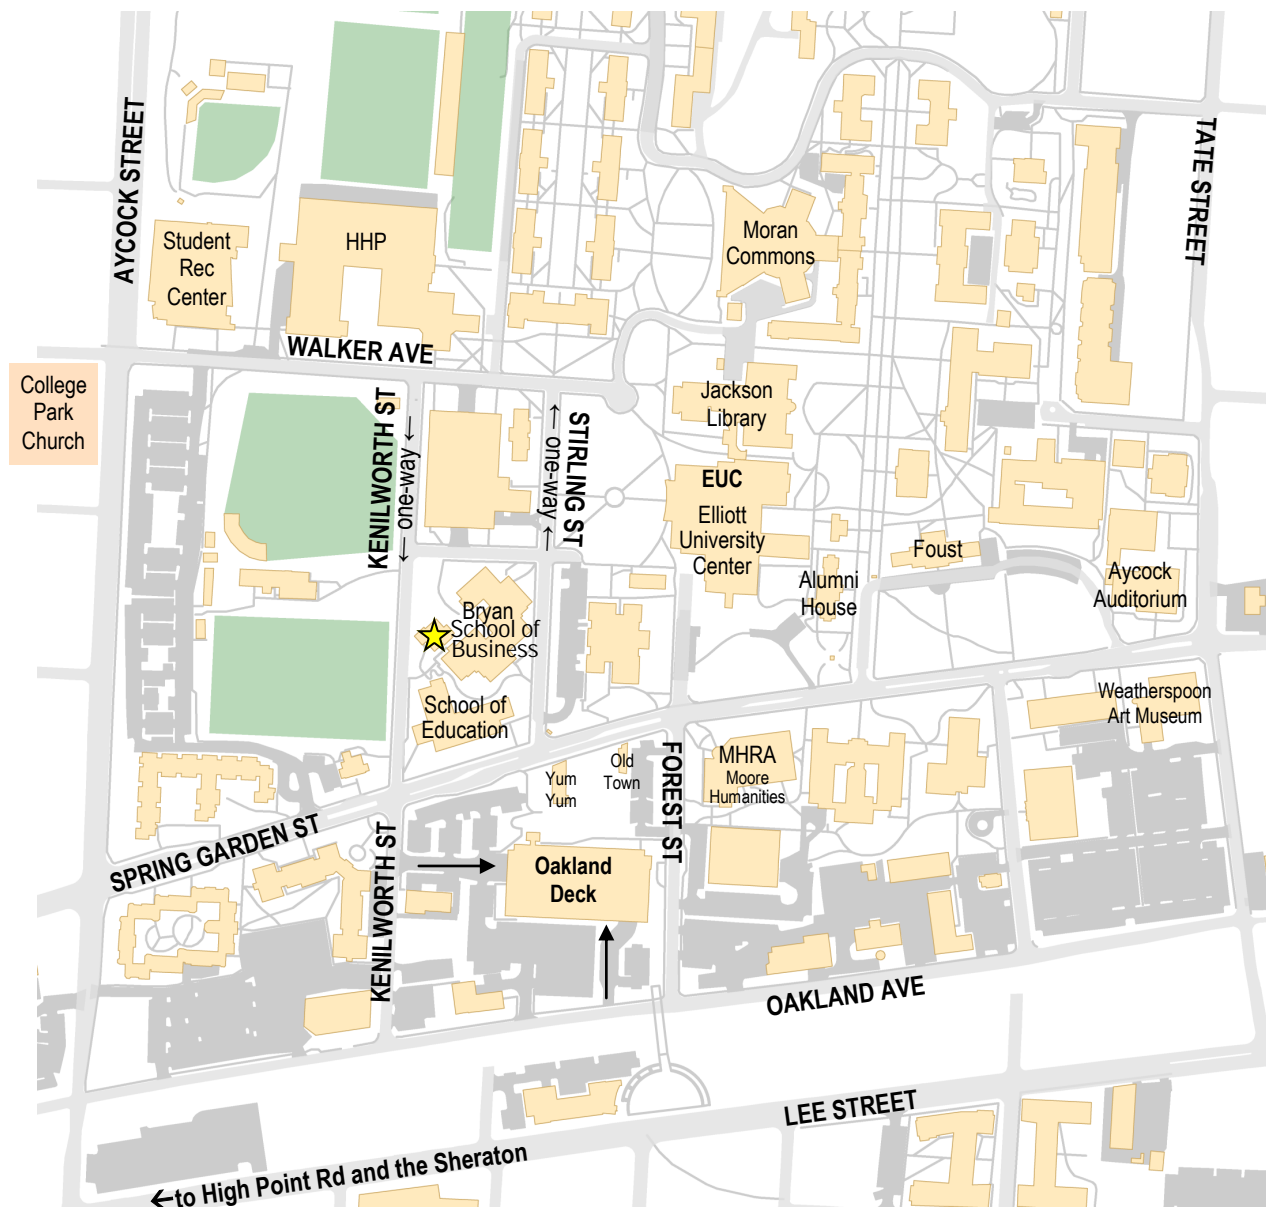 AYCOCK STREET
TATE STREET
Student
Rec
Center
HHP
Moran
Commons
WALKER AVE
College
Park
Church
KENILWORTH ST
← one-way ←
STIRLING ST
← one-way →
Jackson
Library
EUC
Elliott
University
Center
Alumni
House
Foust
Aycock
Auditorium
Bryan
School of
Business
School of
Education
Weatherspoon
Art Museum
Yum
Yum
Old
Town
FOREST ST
MHRA
Moore
Humanities
SPRING GARDEN ST
KENILWORTH ST
Oakland
Deck
OAKLAND AVE
LEE STREET
←to High Point Rd and the Sheraton